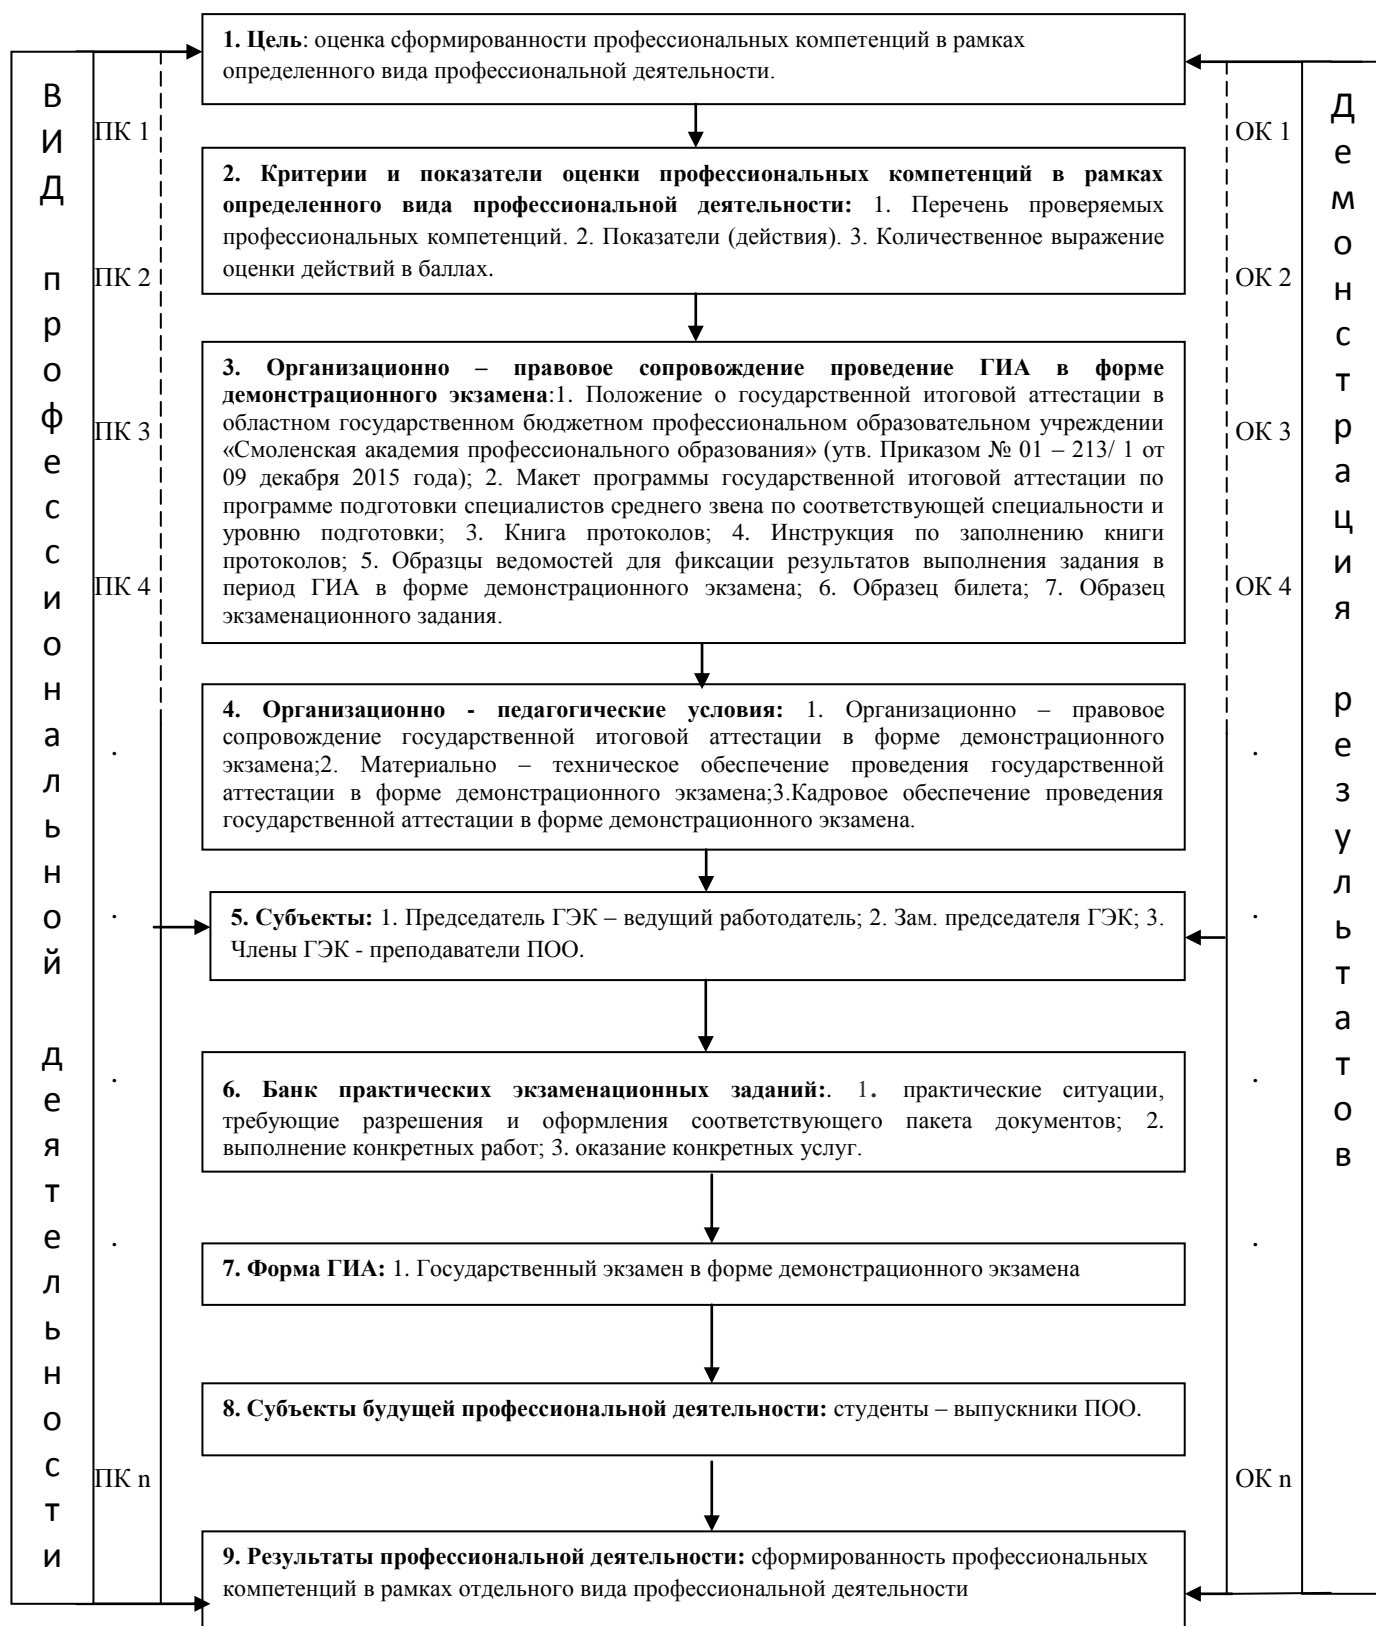 ВИД профессиональной деятельности
ПК 1
ПК 2
ПК 3
ПК 4
.
.
.
.
ПК n
1. Цель: оценка сформированности профессиональных компетенций в рамках
определенного вида профессиональной деятельности.
2. Критерии и показатели оценки профессиональных компетенций в рамках
определенного вида профессиональной деятельности: 1. Перечень проверяемых
профессиональных компетенций. 2. Показатели (действия). 3. Количественное выражение
оценки действий в баллах.
3. Организационно – правовое сопровождение проведение ГИА в форме
демонстрационного экзамена:1. Положение о государственной итоговой аттестации в
областном государственном бюджетном профессиональном образовательном учреждении
«Смоленская академия профессионального образования» (утв. Приказом № 01 – 213/ 1 от
09 декабря 2015 года); 2. Макет программы государственной итоговой аттестации по
программе подготовки специалистов среднего звена по соответствующей специальности и
уровню подготовки; 3. Книга протоколов; 4. Инструкция по заполнению книги
протоколов; 5. Образцы ведомостей для фиксации результатов выполнения задания в
период ГИА в форме демонстрационного экзамена; 6. Образец билета; 7. Образец
экзаменационного задания.
4. Организационно - педагогические условия: 1. Организационно – правовое
сопровождение государственной итоговой аттестации в форме демонстрационного
экзамена;2. Материально – техническое обеспечение проведения государственной
аттестации в форме демонстрационного экзамена;3.Кадровое обеспечение проведения
государственной аттестации в форме демонстрационного экзамена.
5. Субъекты: 1. Председатель ГЭК – ведущий работодатель; 2. Зам. председателя ГЭК; 3.
Члены ГЭК - преподаватели ПОО.
6. Банк практических экзаменационных заданий:. 1. практические ситуации,
требующие разрешения и оформления соответствующего пакета документов; 2.
выполнение конкретных работ; 3. оказание конкретных услуг.
7. Форма ГИА: 1. Государственный экзамен в форме демонстрационного экзамена
8. Субъекты будущей профессиональной деятельности: студенты – выпускники ПОО.
9. Результаты профессиональной деятельности: сформированность профессиональных
компетенций в рамках отдельного вида профессиональной деятельности
ОК 1
ОК 2
ОК 3
ОК 4
.
.
.
.
ОК n
Демонстрация результатов